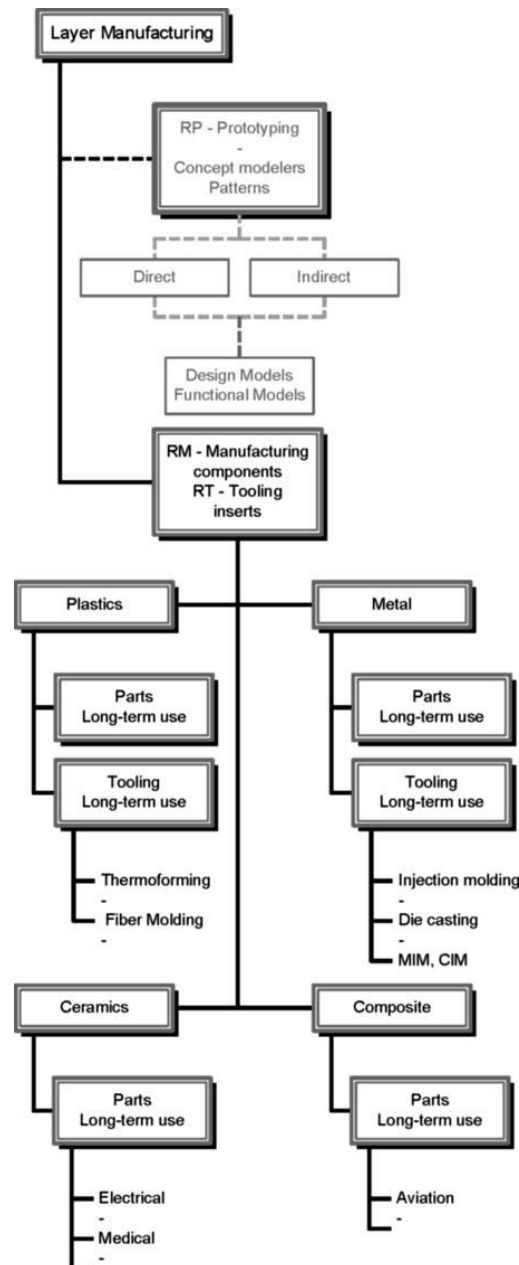 Layer Manufacturing
RP - Prototyping
-
Concept modelers
Patterns
Direct
Indirect
Design Models
Functional Models
RM - Manufacturing
components
RT - Tooling
inserts
Plastics
Metal
Parts
Long-term use
Parts
Long-term use
Tooling
Long-term use
Tooling
Long-term use
Thermoforming
-
Fiber Molding
-
Injection molding
-
Die casting
-
MIM, CIM
Ceramics
Composite
Parts
Long-term use
Parts
Long-term use
Electrical
-
Medical
-
Aviation
-